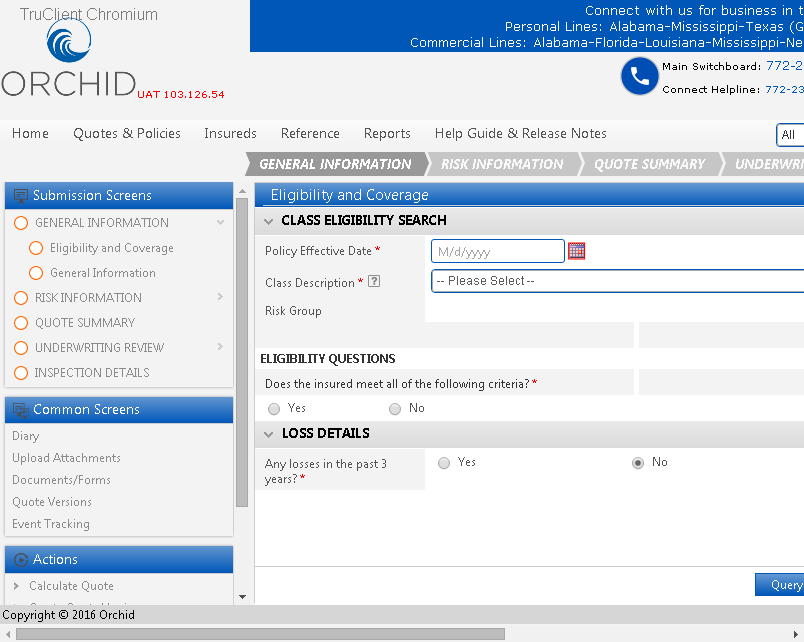 TruClient Chromium
ORCHID
UAT 103.126.54
Connect with us for business in t
Personal Lines: Alabama-Mississippi-Texas (G
Commercial Lines: Alabama-Florida-Louisiana-Mississippi-Ne
Main Switchboard: 772-2
Connect Helpline: 772-23
Home Quotes & Policies Insureds Reference Reports Help Guide & Release Notes All
GENERAL INFORMATION RISK INFORMATION QUOTE SUMMARY UNDERWRI
Submission Screens
GENERAL INFORMATION
Eligibility and Coverage
General Information
RISK INFORMATION
QUOTE SUMMARY
UNDERWRITING REVIEW
INSPECTION DETAILS
Common Screens
Diary
Upload Attachments
Documents/Forms
Quote Versions
Event Tracking
Actions
Calculate Quote
Eligibility and Coverage
CLASS ELIGIBILITY SEARCH
Policy Effective Date * M/d/yyyy
Class Description * ? -- Please Select --
Risk Group
ELIGIBILITY QUESTIONS
Does the insured meet all of the following criteria? *
Yes No
LOSS DETAILS
Any losses in the past 3 years? * Yes No
Query
Copyright © 2016 Orchid